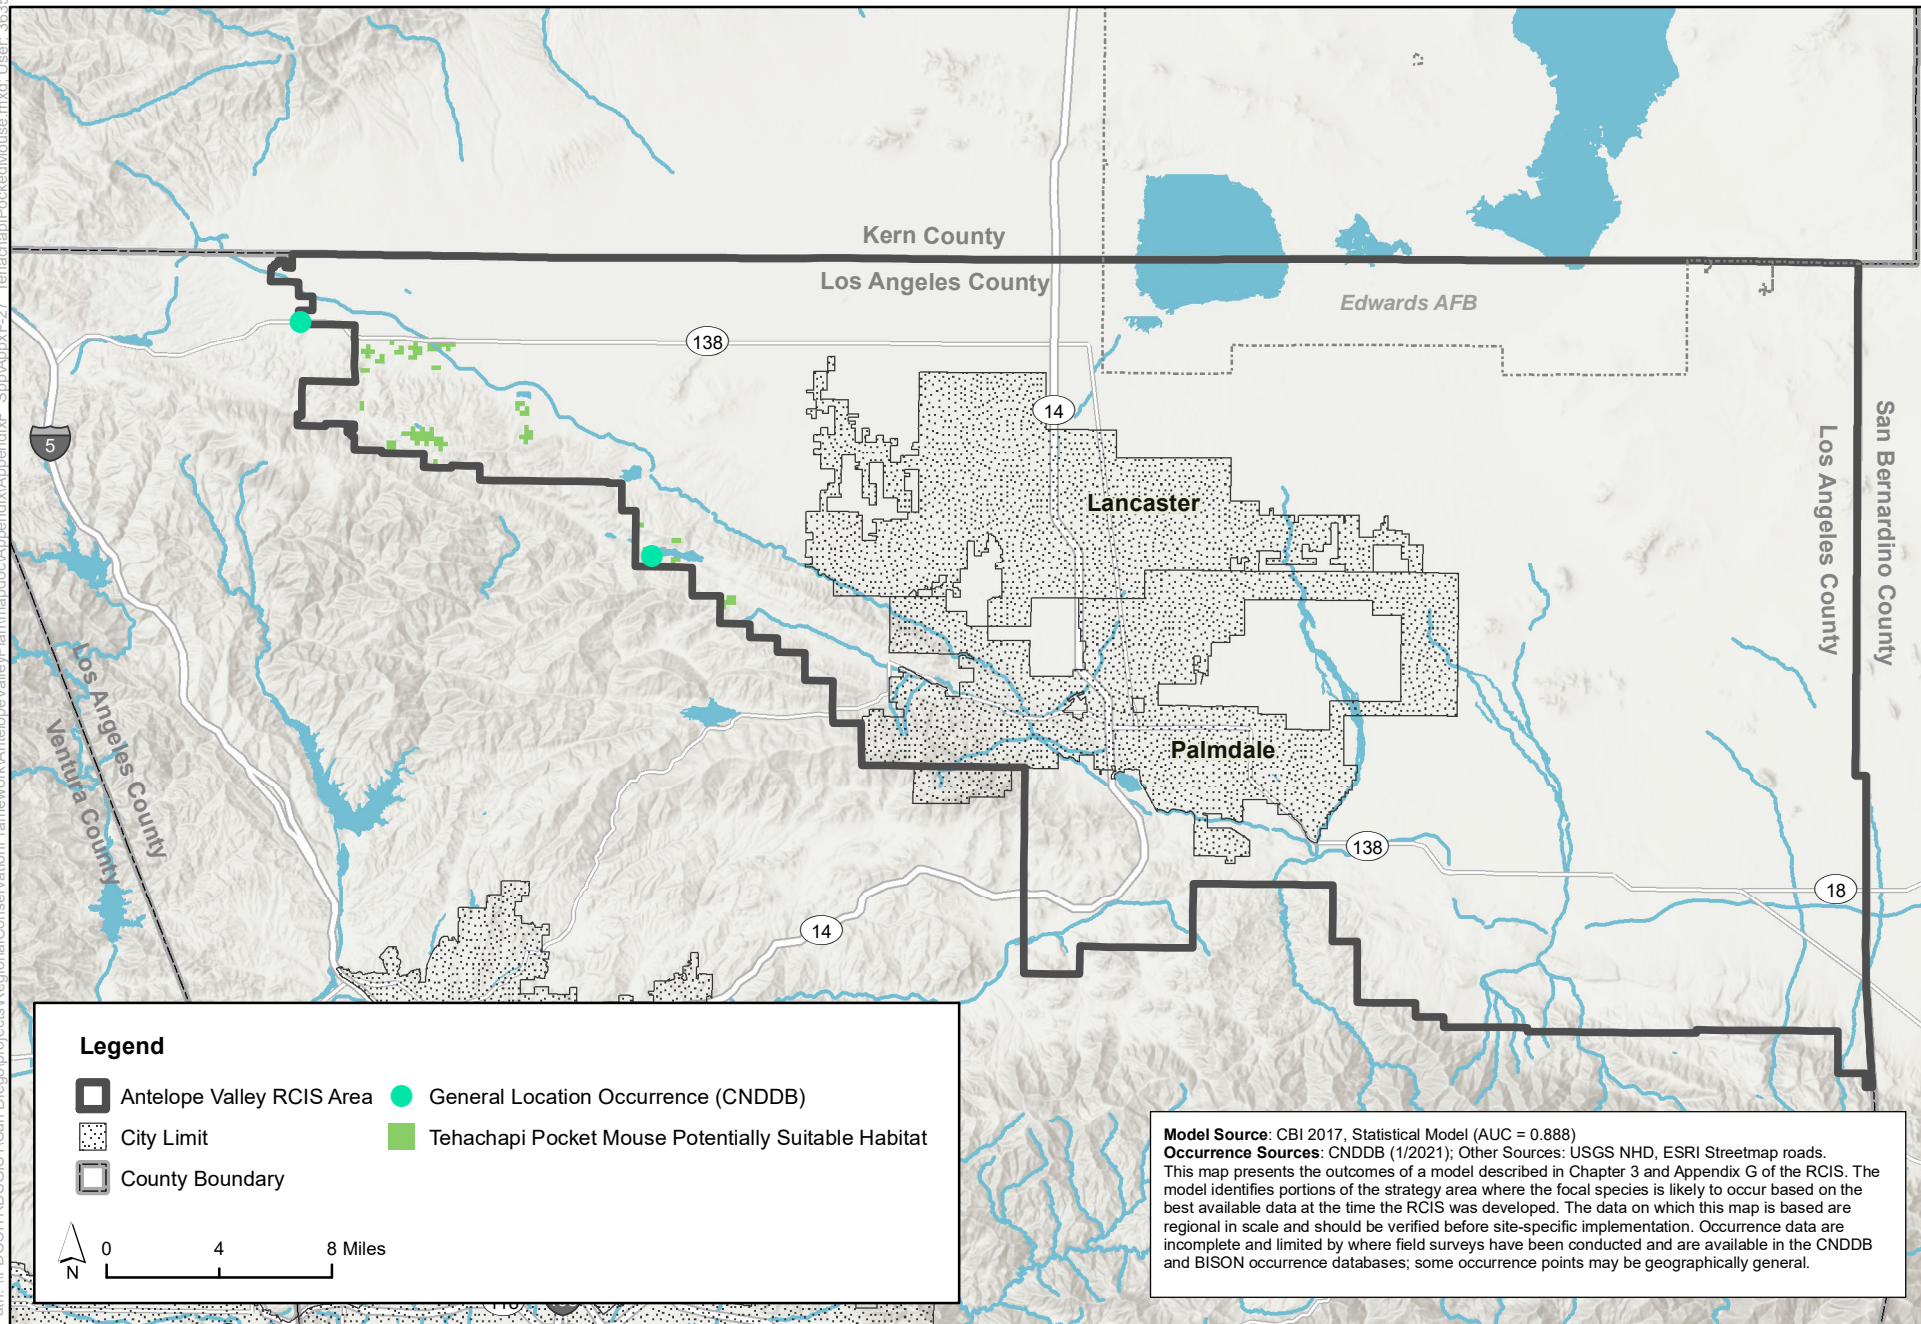 Kern County
Los Angeles County
Edwards AFB
138
14
5
Lancaster
San Bernardino County
Los Angeles County
Los Angeles County
Ventura County
Palmdale
138
18
14
Legend
Antelope Valley RCIS Area
General Location Occurrence (CNDDB)
City Limit
Tehachapi Pocket Mouse Potentially Suitable Habitat
County Boundary
N
0 4 8 Miles
Model Source: CBI 2017, Statistical Model (AUC = 0.888)
Occurrence Sources: CNDDB (1/2021); Other Sources: USGS NHD, ESRI Streetmap roads.
This map presents the outcomes of a model described in Chapter 3 and Appendix G of the RCIS. The
model identifies portions of the strategy area where the focal species is likely to occur based on the
best available data at the time the RCIS was developed. The data on which this map is based are
regional in scale and should be verified before site-specific implementation. Occurrence data are
incomplete and limited by where field surveys have been conducted and are available in the CNDDB
and BISON occurrence databases; some occurrence points may be geographically general.